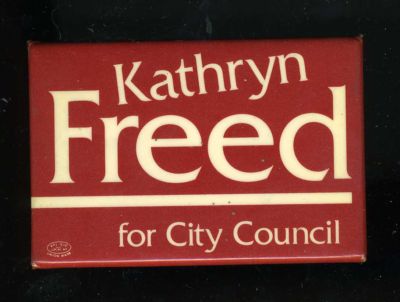 Kathryn
Freed
for City Council